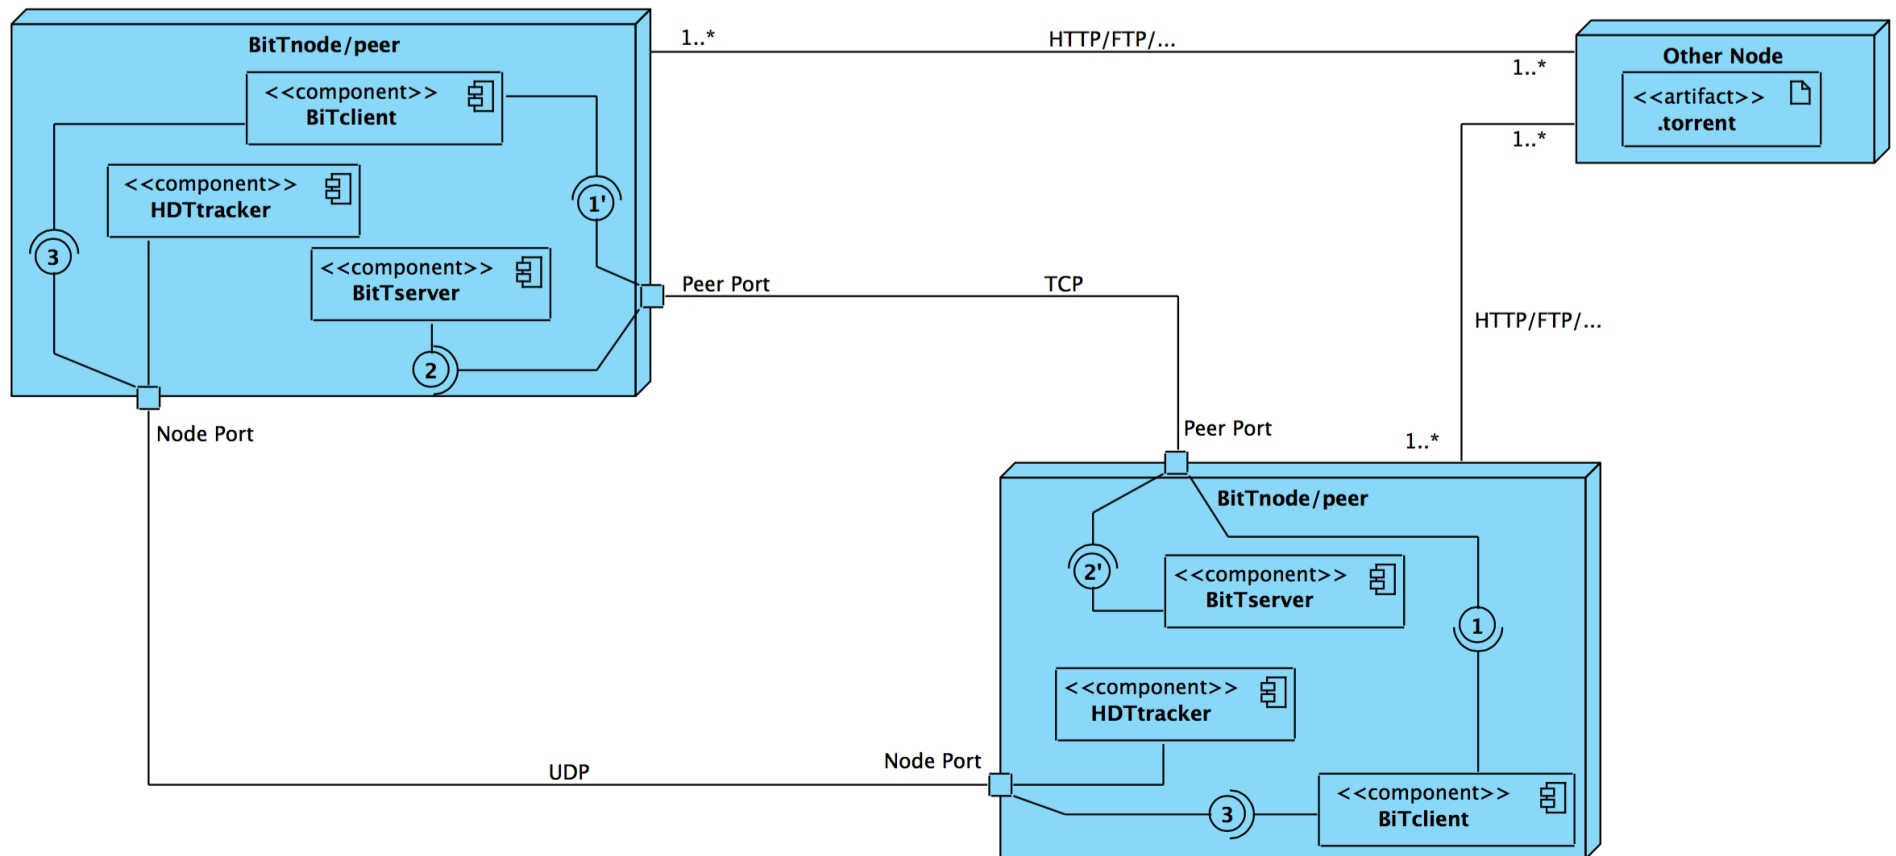 BitTnode/peer
<<component>>
BiTclient
<<component>>
HDTtracker
<<component>>
BitTserver
1'
3
2
Peer Port
Node Port
1..*
HTTP/FTP/...
1..*
Other Node
<<artifact>>
.torrent
1..*
TCP
HTTP/FTP/...
1..*
Peer Port
BitTnode/peer
2'
<<component>>
BitTserver
1
<<component>>
HDTtracker
Node Port
UDP
3
<<component>>
BiTclient